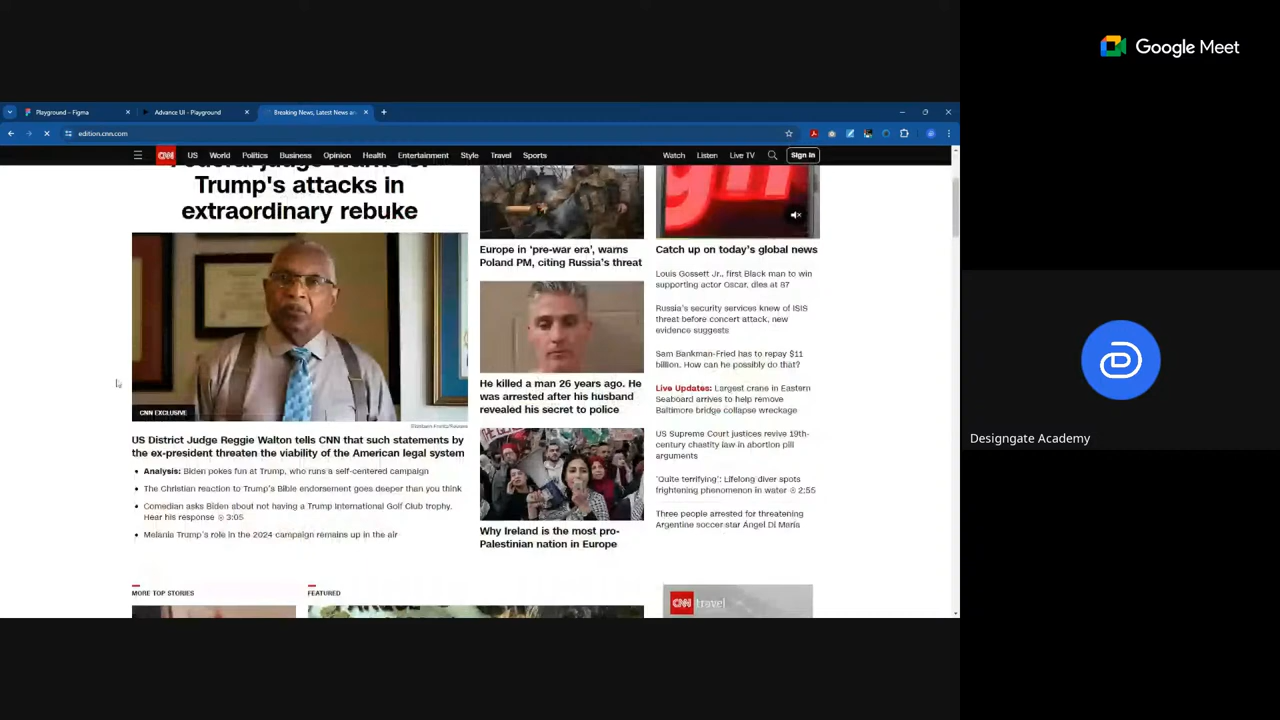 Google Meet
Playground – Figma
Advance UI - Playground
Breaking News, Latest News an
edition.cnn.com
CNN
US
World
Politics
Business
Opinion
Health
Entertainment
Style
Travel
Sports
Watch
Listen
Live TV
Sign in
Trump's attacks in
extraordinary rebuke
CNN EXCLUSIVE
US District Judge Reggie Walton tells CNN that such statements by
the ex-president threaten the viability of the American legal system
Analysis: Biden pokes fun at Trump, who runs a self-centered campaign
The Christian reaction to Trump's Bible endorsement goes deeper than you think
Comedian asks Biden about not having a Trump International Golf Club trophy.
Hear his response 3:05
Melania Trump's role in the 2024 campaign remains up in the air
Europe in 'pre-war era', warns
Poland PM, citing Russia's threat
He killed a man 26 years ago. He
was arrested after his husband
revealed his secret to police
Why Ireland is the most pro-
Palestinian nation in Europe
Catch up on today's global news
Louis Gossett Jr., first Black man to win
supporting actor Oscar, dies at 87
Russia's security services knew of ISIS
threat before concert attack, new
evidence suggests
Sam Bankman-Fried has to repay $11
billion. How can he possibly do that?
Live Updates: Largest crane in Eastern
Seaboard arrives to help remove
Baltimore bridge collapse wreckage
US Supreme Court justices revive 19th-
century chastity law in abortion pill
arguments
'Quite terrifying': Lifelong diver spots
frightening phenomenon in water 2:55
Three people arrested for threatening
Argentine soccer star Ángel Di María
MORE TOP STORIES
FEATURED
CNN travel
Designgate Academy